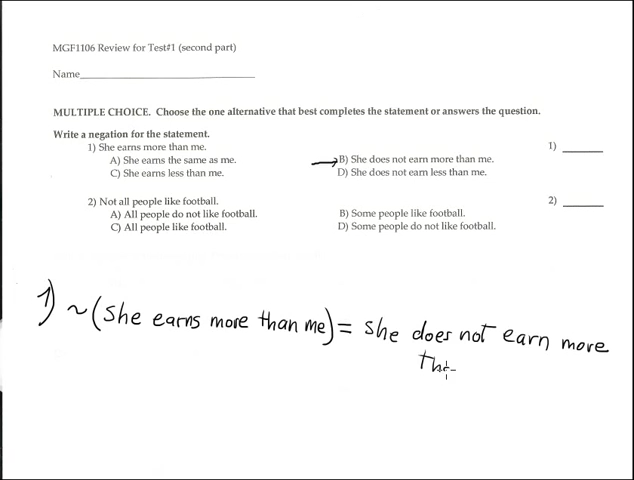 MGF1106 Review for Test#1 (second part)
Name
MULTIPLE CHOICE. Choose the one alternative that best completes the statement or answers the question.
Write a negation for the statement.
1) She earns more than me. 1)
A) She earns the same as me. B) She does not earn more than me.
C) She earns less than me. D) She does not earn less than me.
2) Not all people like football. 2)
A) All people do not like football. B) Some people like football.
C) All people like football. D) Some people do not like football.
1) ~(She earns more than me) = she does not earn more